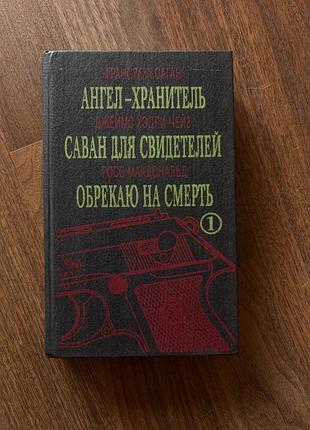 ФРАНСУАЗА САГАН
АНГЕЛ-ХРАНИТЕЛЬ
ДЖЕЙМС ХЭДЛИ ЧЕЙЗ
САВАН ДЛЯ СВИДЕТЕЛЕЙ
РОСС МАКДОНАЛЬД
ОБРЕКАЮ НА СМЕРТЬ
1